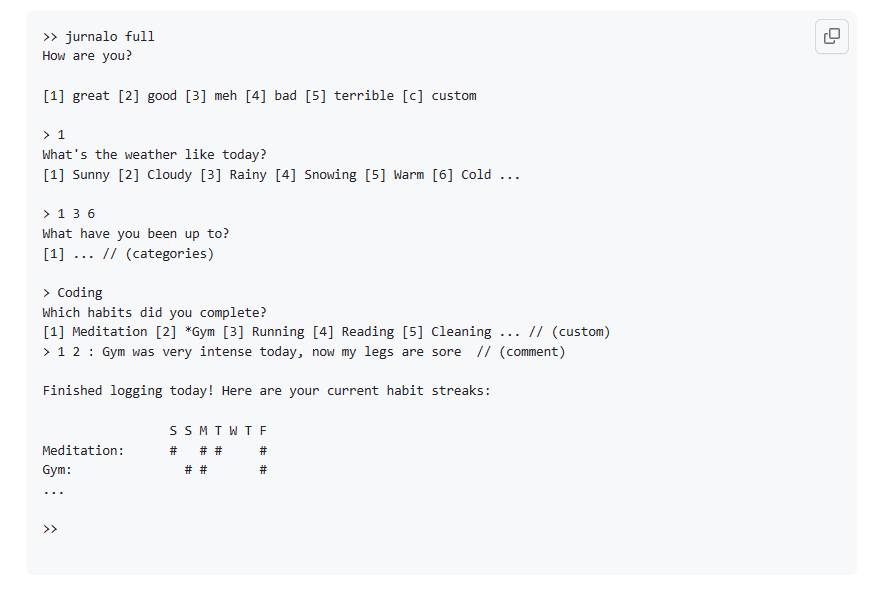 >> jurnalo full
How are you?
[1] great [2] good [3] meh [4] bad [5] terrible [c] custom
> 1
What's the weather like today?
[1] Sunny [2] Cloudy [3] Rainy [4] Snowing [5] Warm [6] Cold ...
> 1 3 6
What have you been up to?
[1] ... // (categories)
> Coding
Which habits did you complete?
[1] Meditation [2] *Gym [3] Running [4] Reading [5] Cleaning ... // (custom)
> 1 2 : Gym was very intense today, now my legs are sore  // (comment)
Finished logging today! Here are your current habit streaks:
                 S S M T W T F
Meditation:      #   # #     #
Gym:               # #       #
...
>>